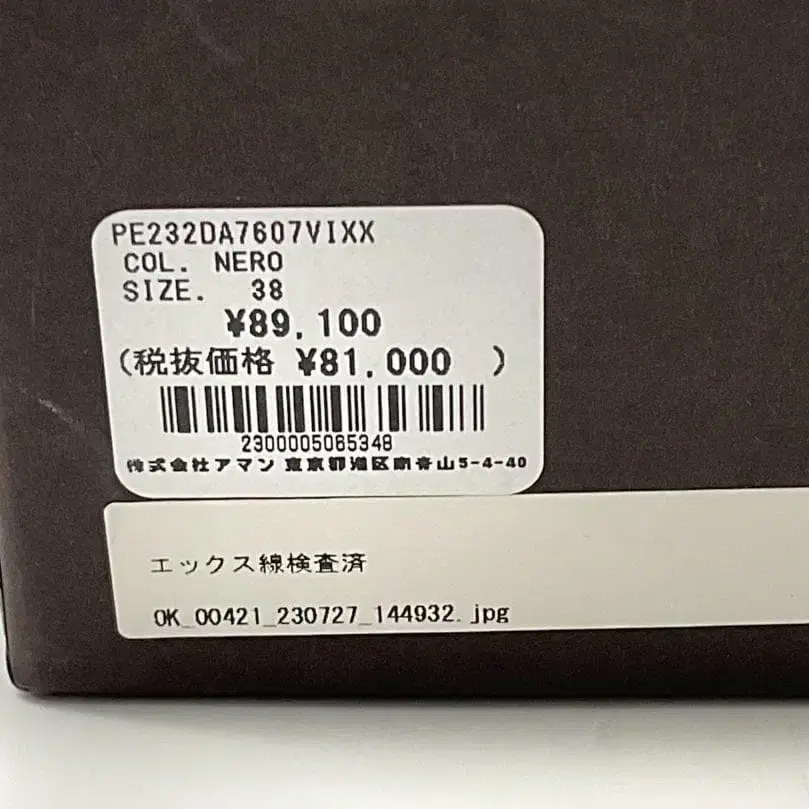 PE232DA7607VIXX
COL. NERO
SIZE. 38
¥89,100
(税抜価格 ¥81,000 )
2300005065348
株式会社アマン 東京都港区南青山5-4-40
エックス線検査済
OK_00421_230727_144932.jpg